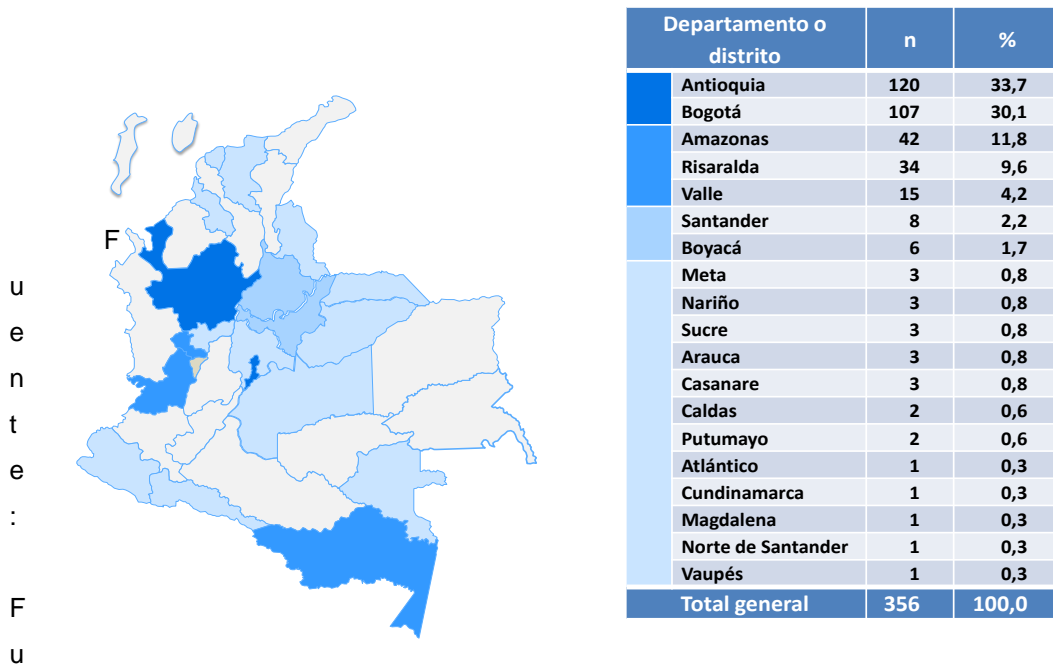 Departamento o distrito n %
Antioquia 120 33,7
Bogotá 107 30,1
Amazonas 42 11,8
Risaralda 34 9,6
Valle 15 4,2
Santander 8 2,2
Boyacá 6 1,7
Meta 3 0,8
Nariño 3 0,8
Sucre 3 0,8
Arauca 3 0,8
Casanare 3 0,8
Caldas 2 0,6
Putumayo 2 0,6
Atlántico 1 0,3
Cundinamarca 1 0,3
Magdalena 1 0,3
Norte de Santander 1 0,3
Vaupés 1 0,3
Total general 356 100,0
F
u
e
n
t
e
:
F
u